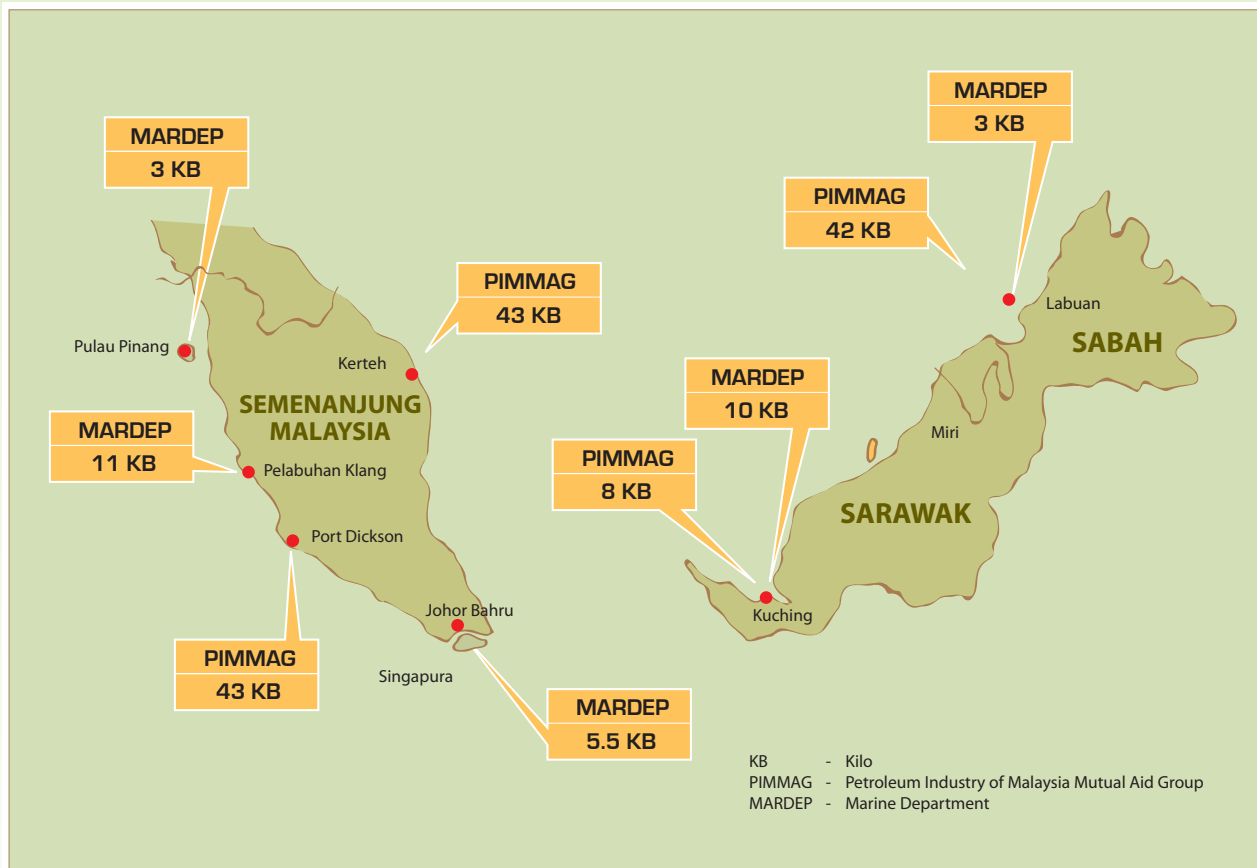 MARDEP
3 KB
MARDEP
3 KB
PIMMAG
42 KB
PIMMAG
43 KB
Labuan
Pulau Pinang
Kerteh
SABAH
SEMENANJUNG
MALAYSIA
MARDEP
10 KB
MARDEP
11 KB
Miri
PIMMAG
8 KB
Pelabuhan Klang
SARAWAK
Port Dickson
Johor Bahru
Kuching
PIMMAG
43 KB
Singapura
MARDEP
5.5 KB
KB - Kilo
PIMMAG - Petroleum Industry of Malaysia Mutual Aid Group
MARDEP - Marine Department